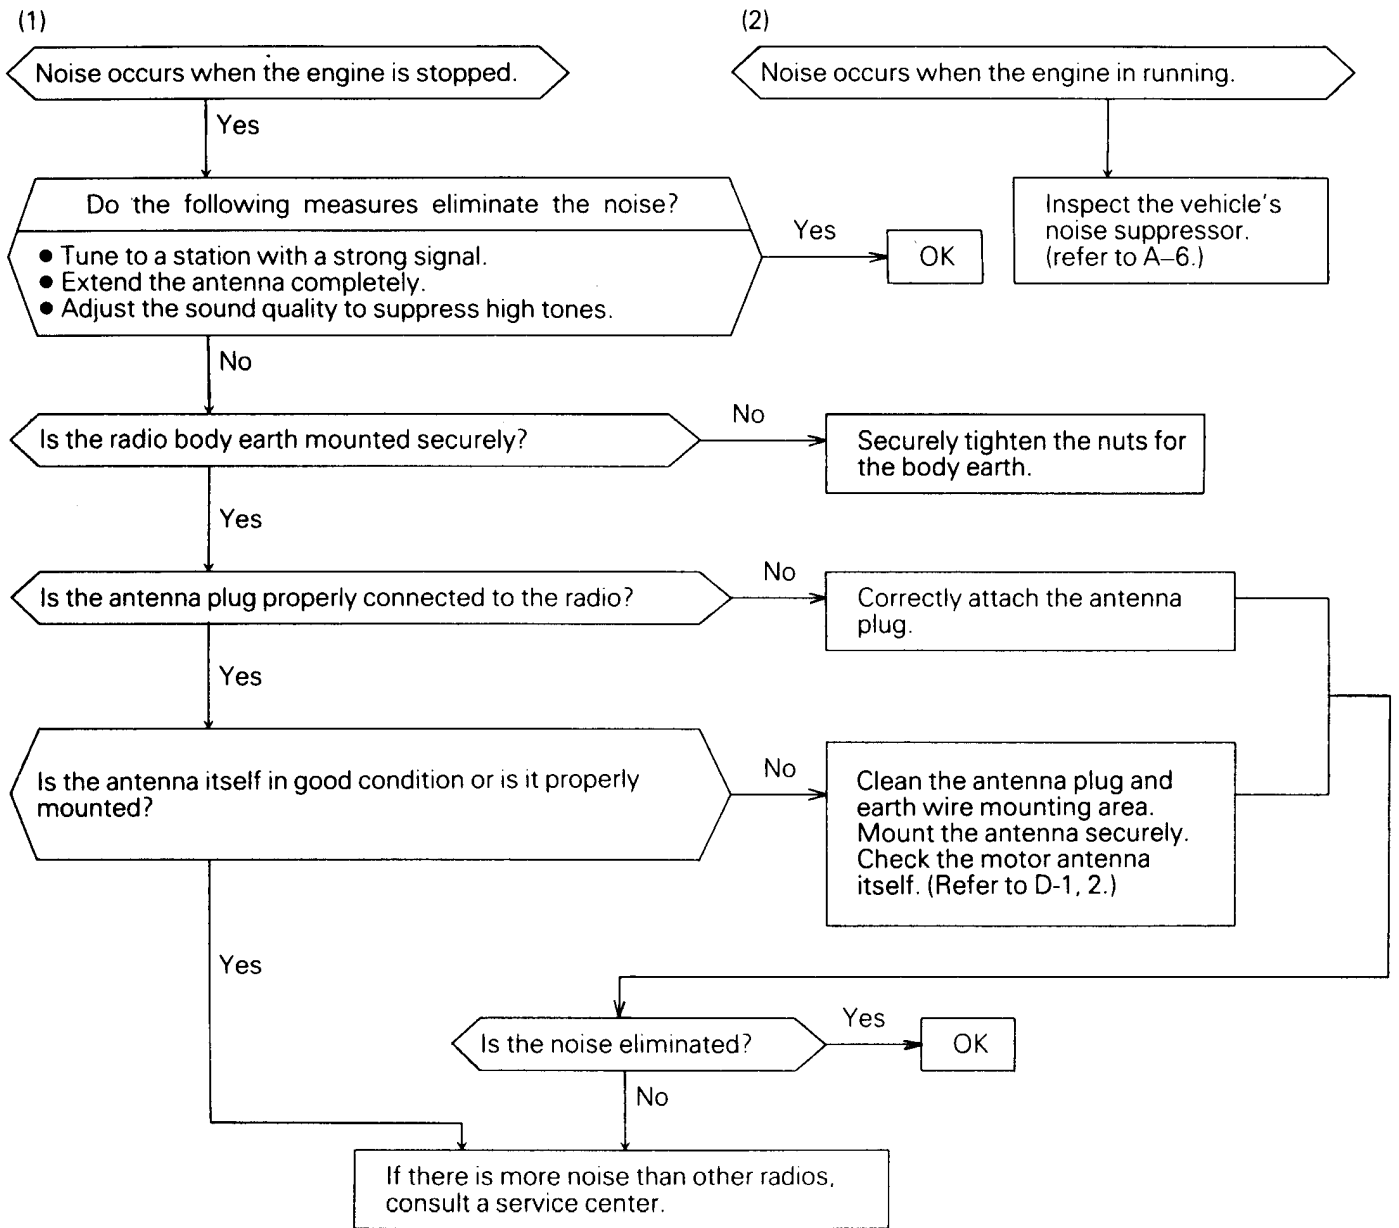 (1)
Noise occurs when the engine is stopped.
Yes
Do the following measures eliminate the noise?
● Tune to a station with a strong signal.
● Extend the antenna completely.
● Adjust the sound quality to suppress high tones.
Yes
OK
No
Is the radio body earth mounted securely?
No
Securely tighten the nuts for
the body earth.
Yes
Is the antenna plug properly connected to the radio?
No
Correctly attach the antenna
plug.
Yes
Is the antenna itself in good condition or is it properly
mounted?
No
Clean the antenna plug and
earth wire mounting area.
Mount the antenna securely.
Check the motor antenna
itself. (Refer to D-1, 2.)
Yes
Is the noise eliminated?
Yes
OK
No
If there is more noise than other radios,
consult a service center.
(2)
Noise occurs when the engine in running.
Inspect the vehicle's
noise suppressor.
(refer to A–6.)